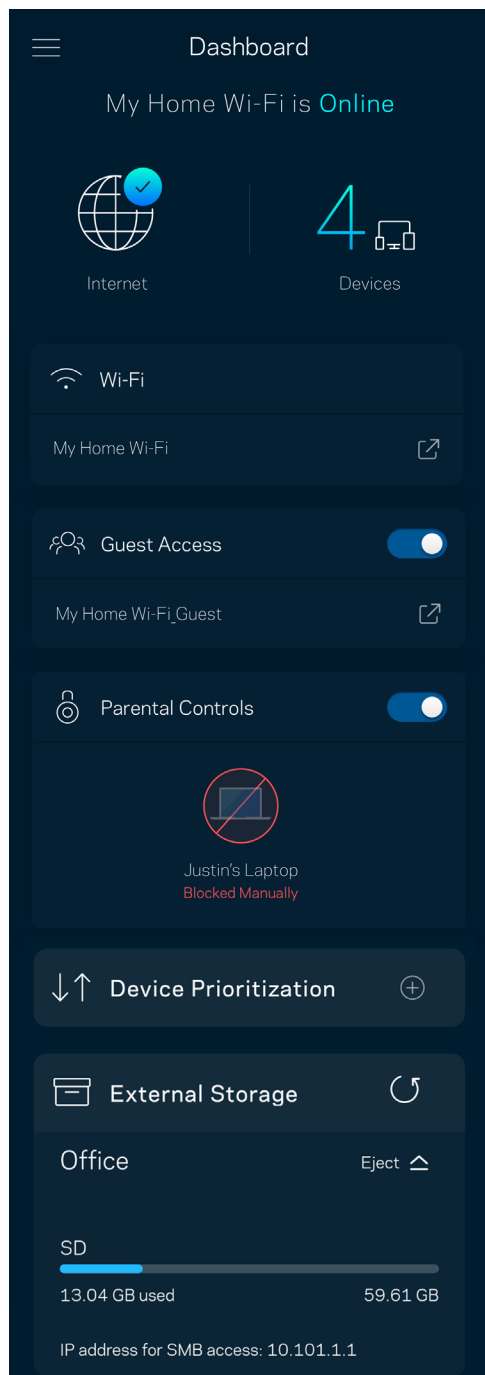 Dashboard
My Home Wi-Fi is Online
4
Internet
Devices
Wi-Fi
My Home Wi-Fi
Guest Access
My Home Wi-Fi_Guest
Parental Controls
Justin's Laptop
Blocked Manually
Device Prioritization
External Storage
Office
Eject
SD
13.04 GB used
59.61 GB
IP address for SMB access: 10.101.1.1